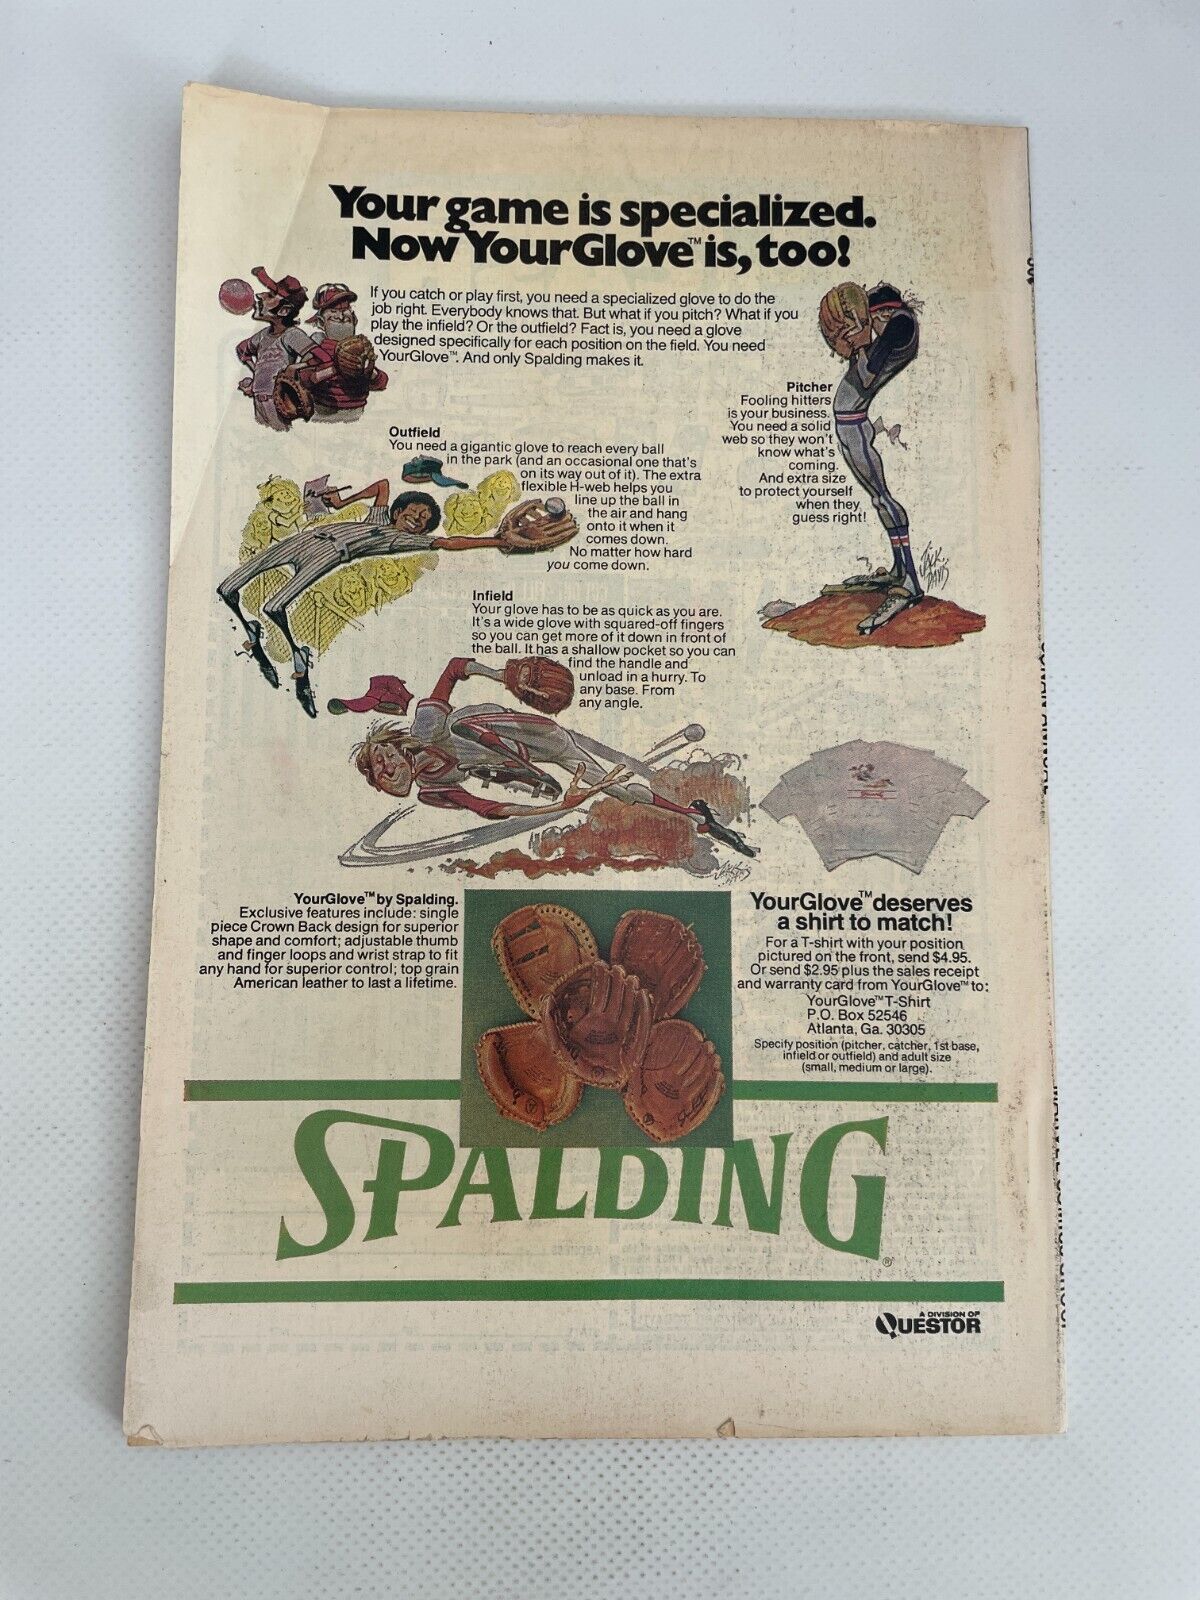 Your game is specialized.
Now YourGlove™ is, too!
If you catch or play first, you need a specialized glove to do the
job right. Everybody knows that. But what if you pitch? What if you
play the infield? Or the outfield? Fact is, you need a glove
designed specifically for each position on the field. You need
YourGlove™. And only Spalding makes it.
Pitcher
Fooling hitters
is your business.
You need a solid
web so they won't
know what's
coming.
And extra size
to protect yourself
when they
guess right!
JACK
DAVIS
Outfield
You need a gigantic glove to reach every ball
in the park (and an occasional one that's
on its way out of it). The extra
flexible H-web helps you
line up the ball in
the air and hang
onto it when it
comes down.
No matter how hard
you come down.
Infield
Your glove has to be as quick as you are.
It's a wide glove with squared-off fingers
so you can get more of it down in front of
the ball. It has a shallow pocket so you can
find the handle and
unload in a hurry. To
any base. From
any angle.
JACK
DAVIS
YourGlove™ by Spalding.
Exclusive features include: single
piece Crown Back design for superior
shape and comfort; adjustable thumb
and finger loops and wrist strap to fit
any hand for superior control; top grain
American leather to last a lifetime.
YourGlove™ deserves
a shirt to match!
For a T-shirt with your position
pictured on the front, send $4.95.
Or send $2.95 plus the sales receipt
and warranty card from YourGlove™ to:
YourGlove™ T-Shirt
P.O. Box 52546
Atlanta, Ga. 30305
Specify position (pitcher, catcher, 1st base,
infield or outfield) and adult size
(small, medium or large).
SPALDING®
A DIVISION OF
QUESTOR